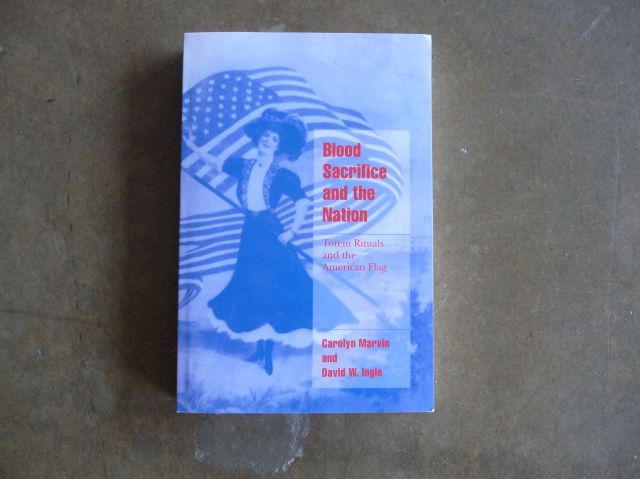 Blood
Sacrifice
and the
Nation
Totem Rituals
and the
American Flag
Carolyn Marvin
and
David W. Ingle